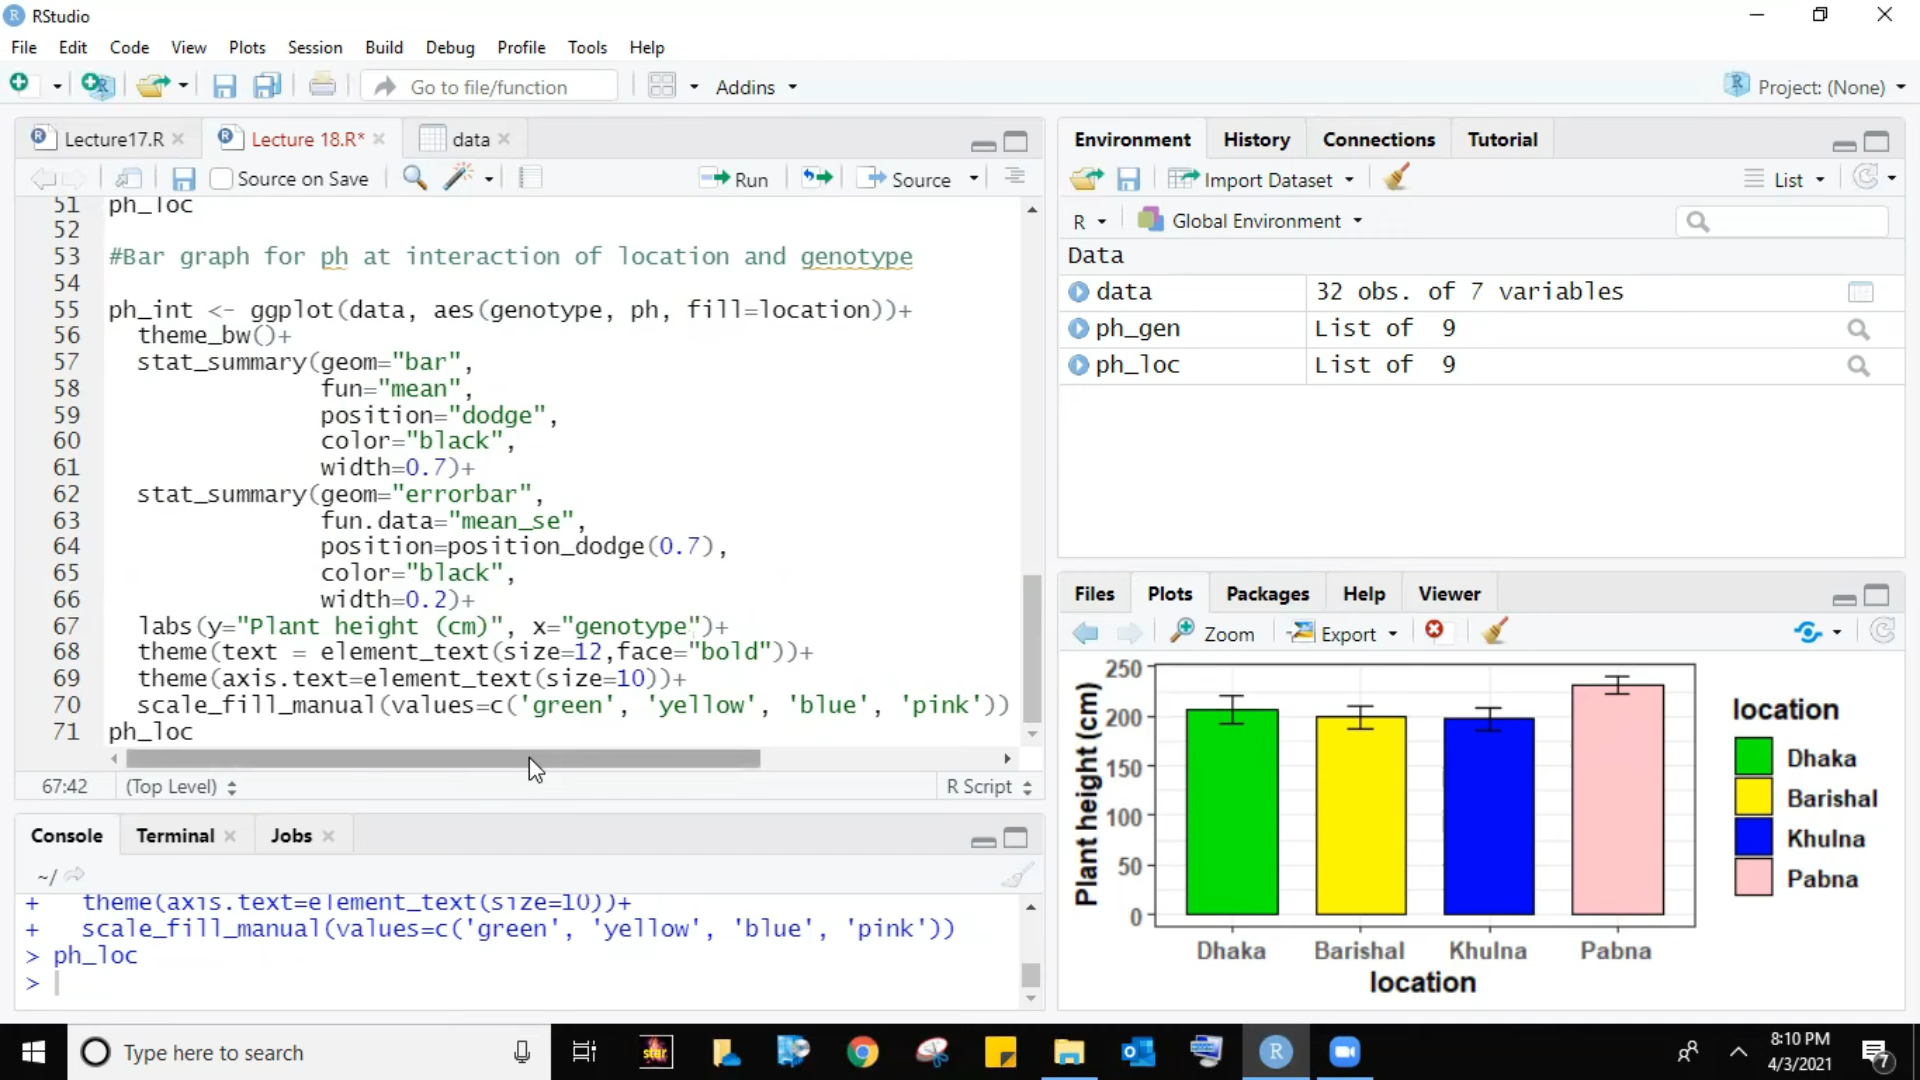 RStudio
File Edit Code View Plots Session Build Debug Profile Tools Help
Go to file/function Addins Project: (None)
Lecture17.R Lecture 18.R* data
Source on Save Run Source
51 ph_loc
52
53 #Bar graph for ph at interaction of location and genotype
54
55 ph_int <- ggplot(data, aes(genotype, ph, fill=location))+
56 theme_bw()+
57 stat_summary(geom="bar",
58 fun="mean",
59 position="dodge",
60 color="black",
61 width=0.7)+
62 stat_summary(geom="errorbar",
63 fun.data="mean_se",
64 position=position_dodge(0.7),
65 color="black",
66 width=0.2)+
67 labs(y="Plant height (cm)", x="genotype")+
68 theme(text = element_text(size=12,face="bold"))+
69 theme(axis.text=element_text(size=10))+
70 scale_fill_manual(values=c('green', 'yellow', 'blue', 'pink'))
71 ph_loc
67:42 (Top Level) R Script
Console Terminal Jobs
~/
+ theme(axis.text=element_text(size=10))+
+ scale_fill_manual(values=c('green', 'yellow', 'blue', 'pink'))
> ph_loc
>
Environment History Connections Tutorial
Import Dataset List
R Global Environment
Data
data 32 obs. of 7 variables
ph_gen List of 9
ph_loc List of 9
Files Plots Packages Help Viewer
Zoom Export
Plant height (cm)
250
200
150
100
50
0
Dhaka Barishal Khulna Pabna
location
location
Dhaka
Barishal
Khulna
Pabna
Type here to search
star
R
8:10 PM
4/3/2021
7